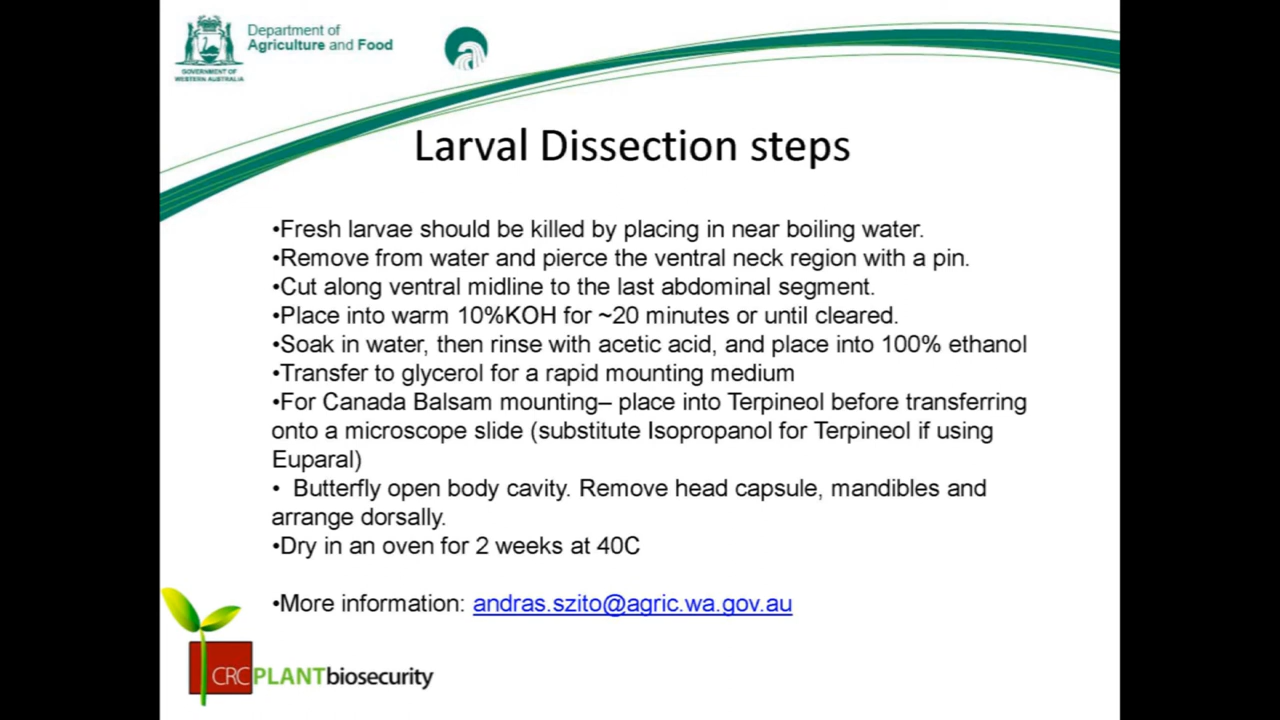 Department of
Agriculture and Food
GOVERNMENT OF
WESTERN AUSTRALIA
Larval Dissection steps
•Fresh larvae should be killed by placing in near boiling water.
•Remove from water and pierce the ventral neck region with a pin.
•Cut along ventral midline to the last abdominal segment.
•Place into warm 10%KOH for ~20 minutes or until cleared.
•Soak in water, then rinse with acetic acid, and place into 100% ethanol
•Transfer to glycerol for a rapid mounting medium
•For Canada Balsam mounting– place into Terpineol before transferring
onto a microscope slide (substitute Isopropanol for Terpineol if using
Euparal)
• Butterfly open body cavity. Remove head capsule, mandibles and
arrange dorsally.
•Dry in an oven for 2 weeks at 40C
•More information: andras.szito@agric.wa.gov.au
CRCPLANTbiosecurity